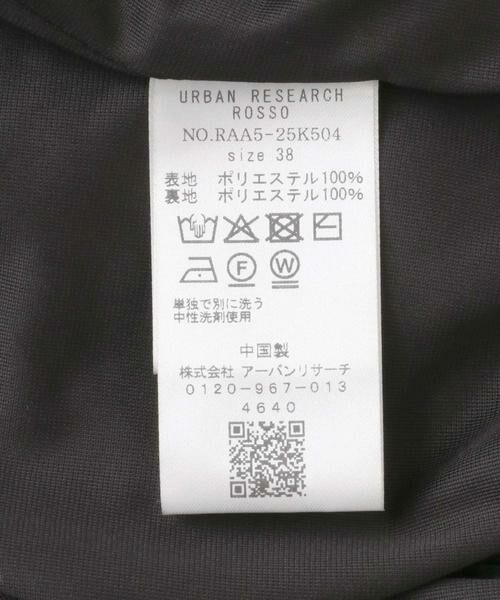 URBAN RESEARCH
ROSSO
NO.RAA5-25K504
size 38
表地 ポリエステル100%
裏地 ポリエステル100%
F W
単独で別に洗う
中性洗剤使用
中国製
株式会社 アーバンリサーチ
0120-967-013
4640